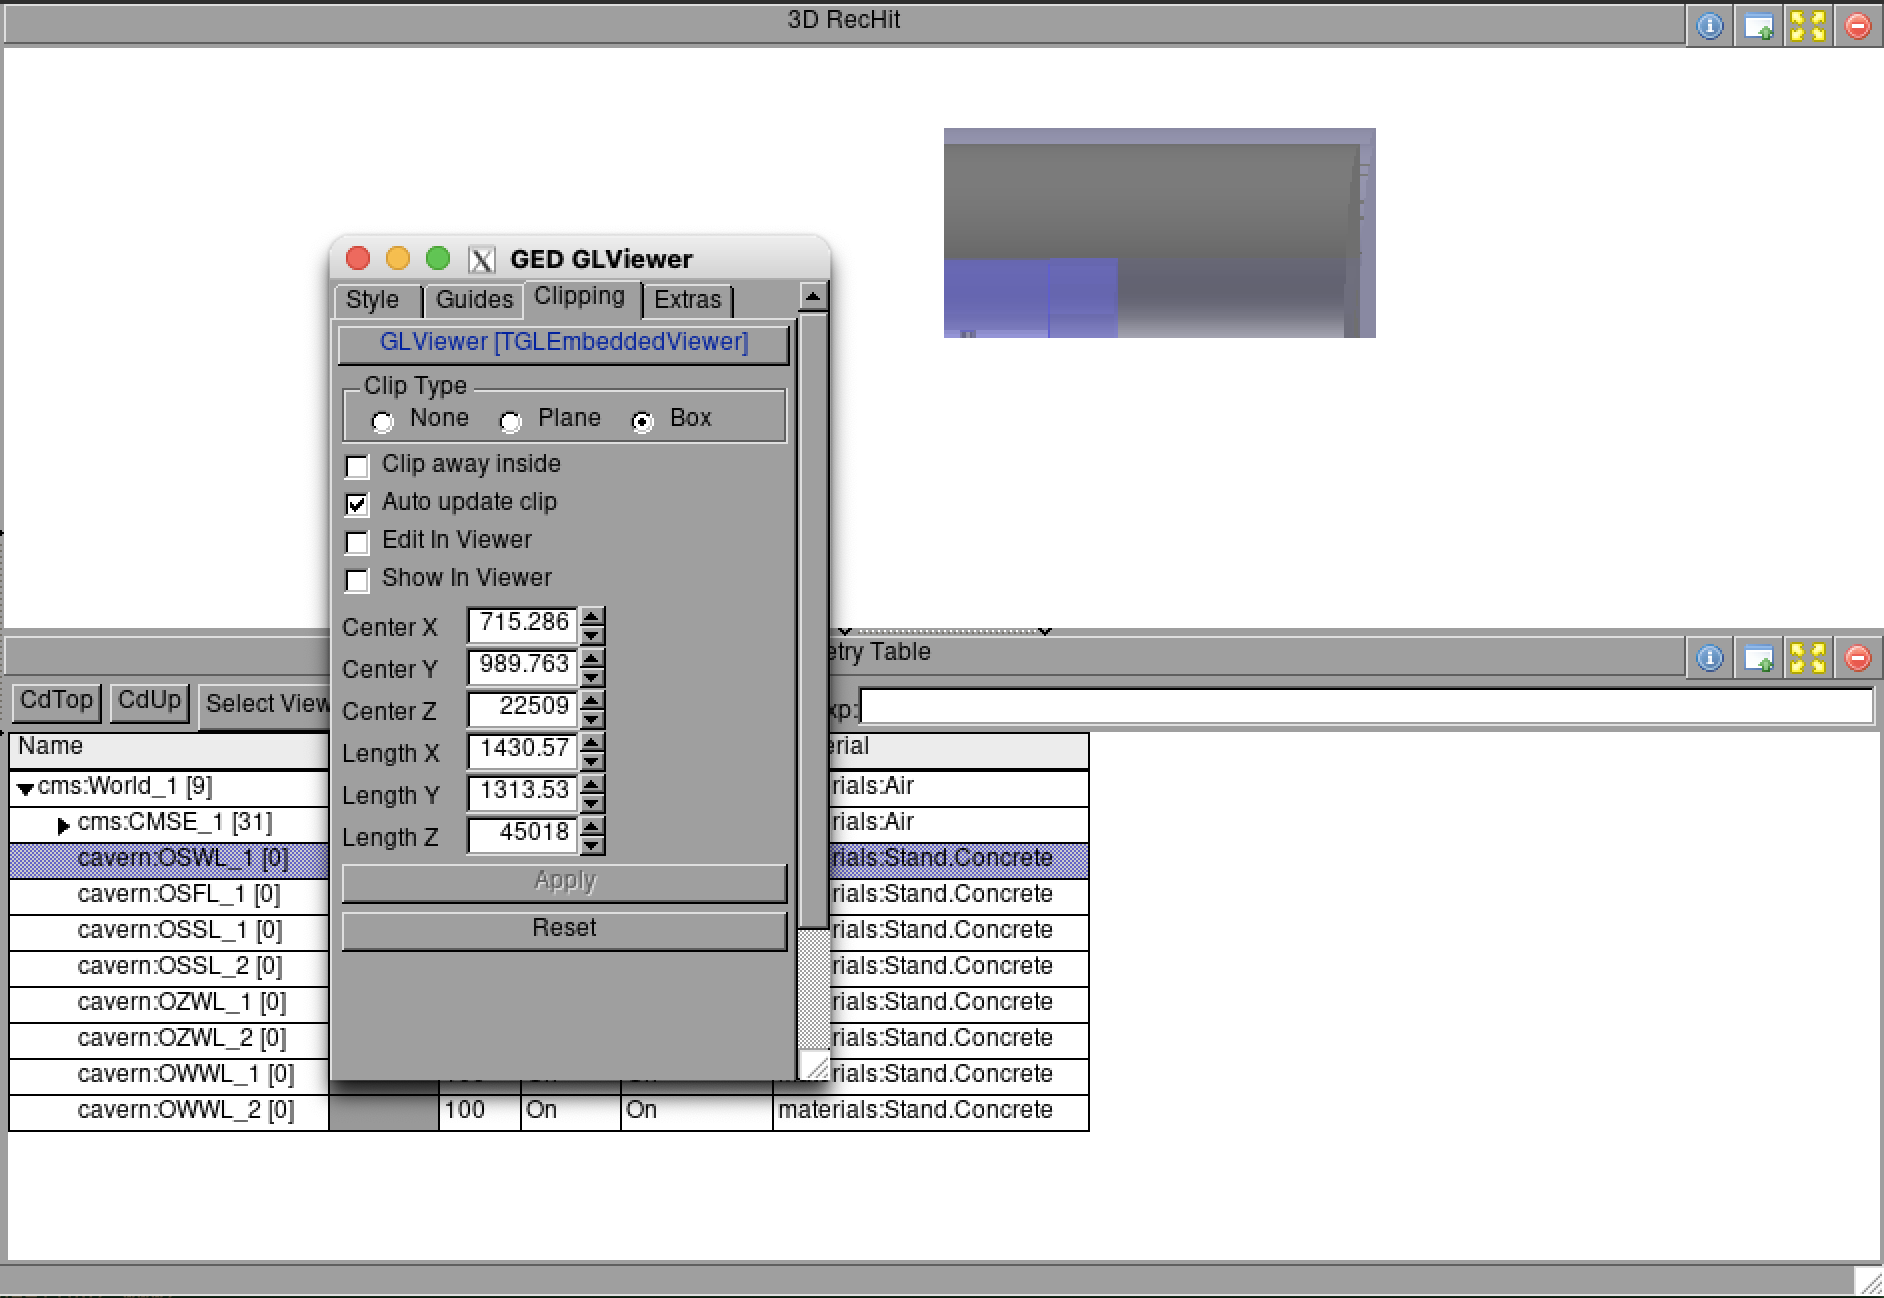 3D RecHit
GED GLViewer
Style Guides Clipping Extras
GLViewer [TGLEmbeddedViewer]
Clip Type
None Plane Box
Clip away inside
Auto update clip
Edit In Viewer
Show In Viewer
Center X 715.286
Center Y 989.763
Center Z 22509
Length X 1430.57
Length Y 1313.53
Length Z 45018
Apply
Reset
etry Table
CdTop CdUp Select View xp:
Name erial
cms:World_1 [9] rials:Air
cms:CMSE_1 [31] rials:Air
cavern:OSWL_1 [0] rials:Stand.Concrete
cavern:OSFL_1 [0] rials:Stand.Concrete
cavern:OSSL_1 [0] rials:Stand.Concrete
cavern:OSSL_2 [0] rials:Stand.Concrete
cavern:OZWL_1 [0] rials:Stand.Concrete
cavern:OZWL_2 [0] rials:Stand.Concrete
cavern:OWWL_1 [0] rials:Stand.Concrete
cavern:OWWL_2 [0] 100 On On materials:Stand.Concrete